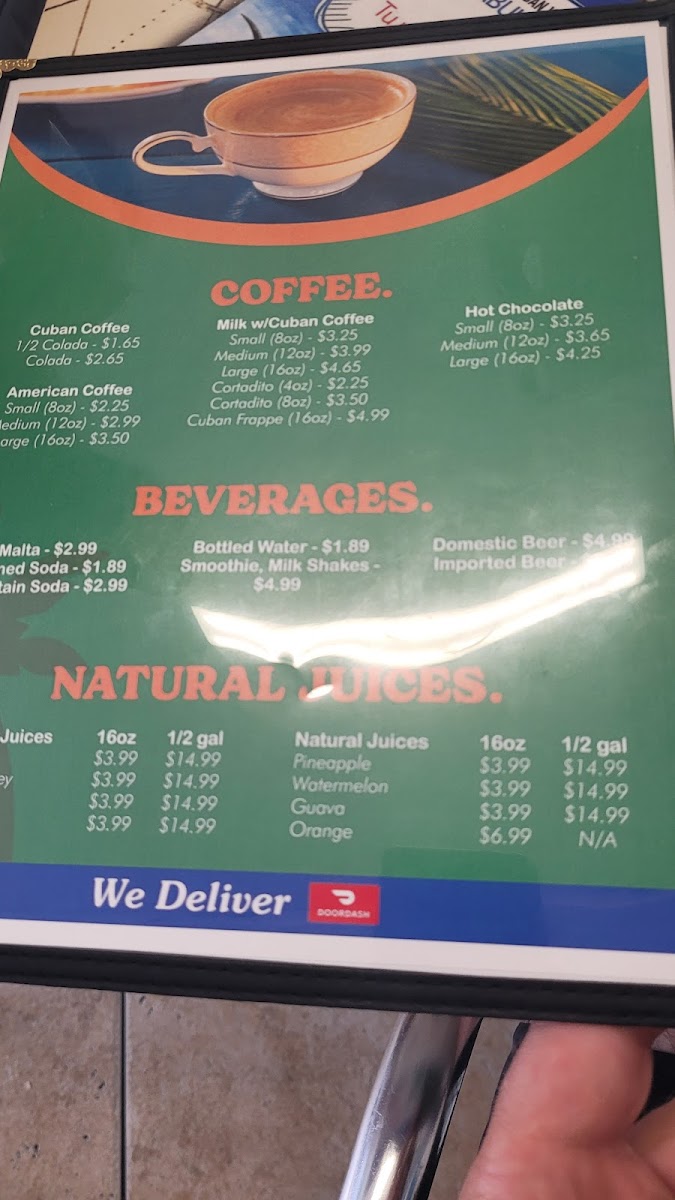 COFFEE.
Cuban Coffee
1/2 Colada - $1.65
Colada - $2.65
American Coffee
Small (8oz) - $2.25
edium (12oz) - $2.99
arge (16oz) - $3.50
Milk w/Cuban Coffee
Small (8oz) - $3.25
Medium (12oz) - $3.99
Large (16oz) - $4.65
Cortadito (4oz) - $2.25
Cortadito (8oz) - $3.50
Cuban Frappe (16oz) - $4.99
Hot Chocolate
Small (8oz) - $3.25
Medium (12oz) - $3.65
Large (16oz) - $4.25
BEVERAGES.
Malta - $2.99
ned Soda - $1.89
tain Soda - $2.99
Bottled Water - $1.89
Smoothie, Milk Shakes -
$4.99
Domestic Beer - $4.99
Imported Beer -
NATURAL JUICES.
Juices 16oz 1/2 gal
$3.99 $14.99
ey $3.99 $14.99
$3.99 $14.99
$3.99 $14.99
Natural Juices 16oz 1/2 gal
Pineapple $3.99 $14.99
Watermelon $3.99 $14.99
Guava $3.99 $14.99
Orange $6.99 N/A
We Deliver
DOORDASH